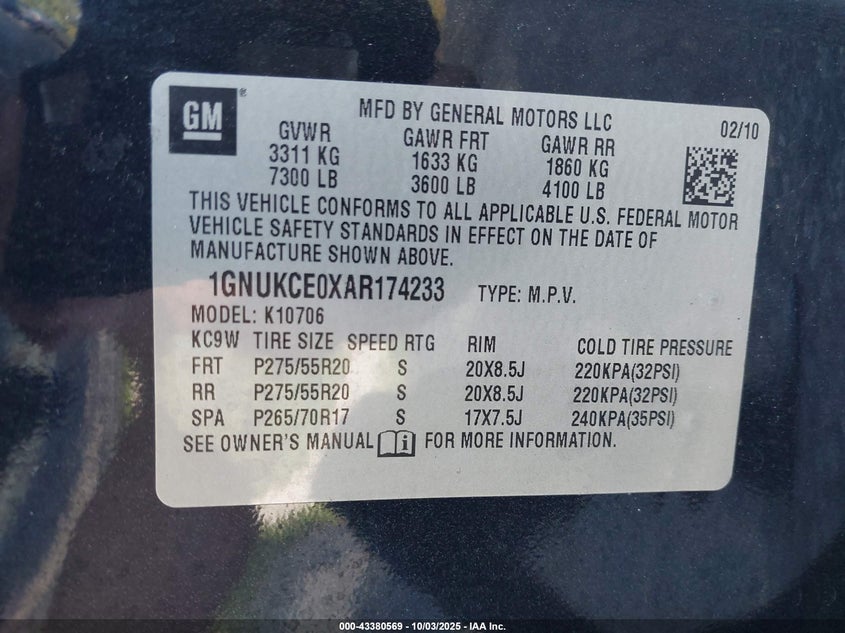 GM ®
MFD BY GENERAL MOTORS LLC 02/10
GVWR GAWR FRT GAWR RR
3311 KG 1633 KG 1860 KG
7300 LB 3600 LB 4100 LB
THIS VEHICLE CONFORMS TO ALL APPLICABLE U.S. FEDERAL MOTOR
VEHICLE SAFETY STANDARDS IN EFFECT ON THE DATE OF
MANUFACTURE SHOWN ABOVE.
1GNUKCE0XAR174233 TYPE: M.P.V.
MODEL: K10706
KC9W TIRE SIZE SPEED RTG RIM COLD TIRE PRESSURE
FRT P275/55R20 S 20X8.5J 220KPA(32PSI)
RR P275/55R20 S 20X8.5J 220KPA(32PSI)
SPA P265/70R17 S 17X7.5J 240KPA(35PSI)
SEE OWNER'S MANUAL FOR MORE INFORMATION.
000-43380569 - 10/03/2025 - IAA Inc.